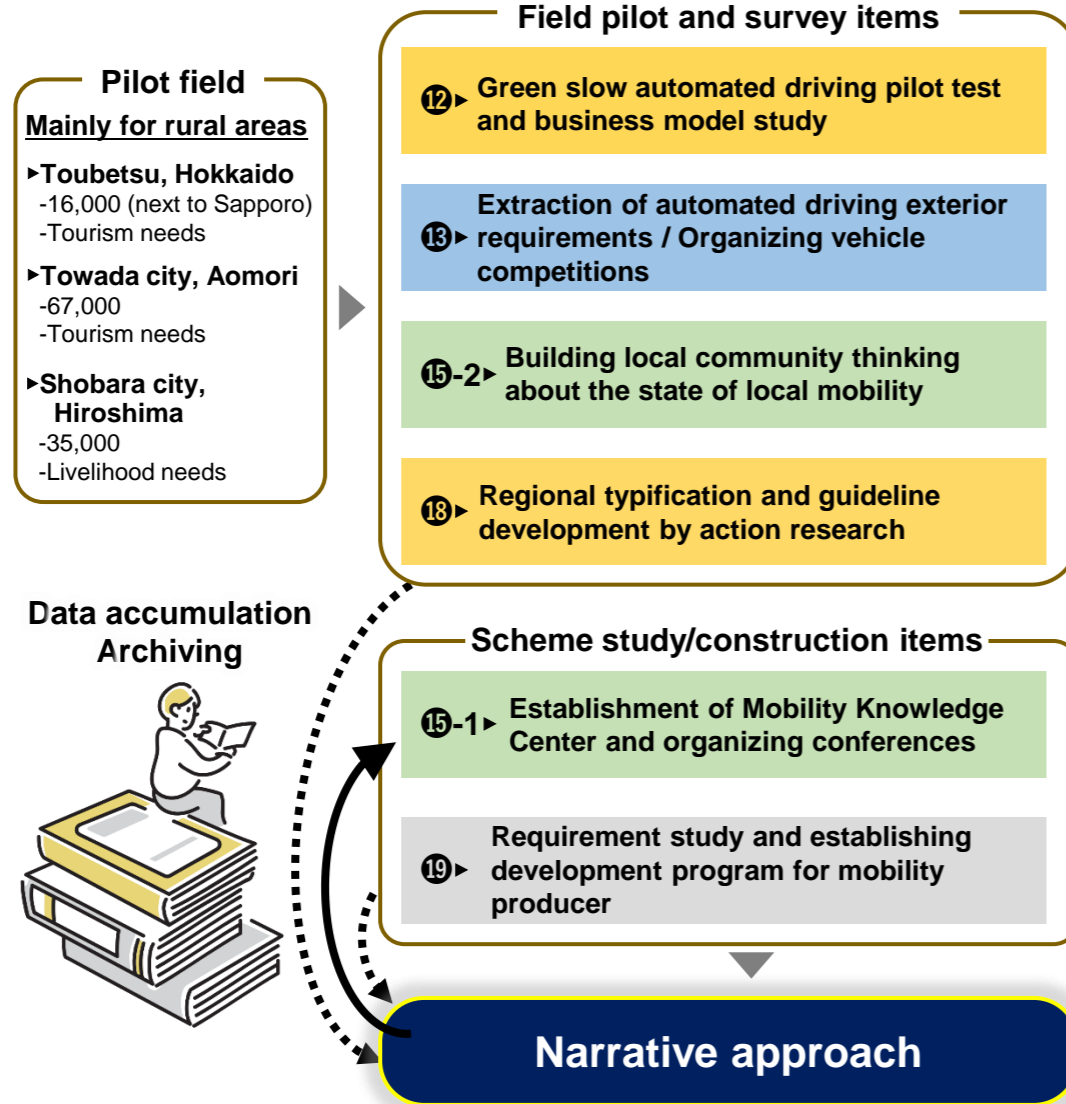 Pilot field
Mainly for rural areas
▸Toubetsu, Hokkaido
-16,000 (next to Sapporo)
-Tourism needs
▸Towada city, Aomori
-67,000
-Tourism needs
▸Shobara city,
Hiroshima
-35,000
-Livelihood needs
Field pilot and survey items
⓬▸ Green slow automated driving pilot test
and business model study
⓭▸ Extraction of automated driving exterior
requirements / Organizing vehicle
competitions
⓯-2▸ Building local community thinking
about the state of local mobility
⓲▸ Regional typification and guideline
development by action research
Data accumulation
Archiving
Scheme study/construction items
⓯-1▸ Establishment of Mobility Knowledge
Center and organizing conferences
⓳▸ Requirement study and establishing
development program for mobility
producer
Narrative approach